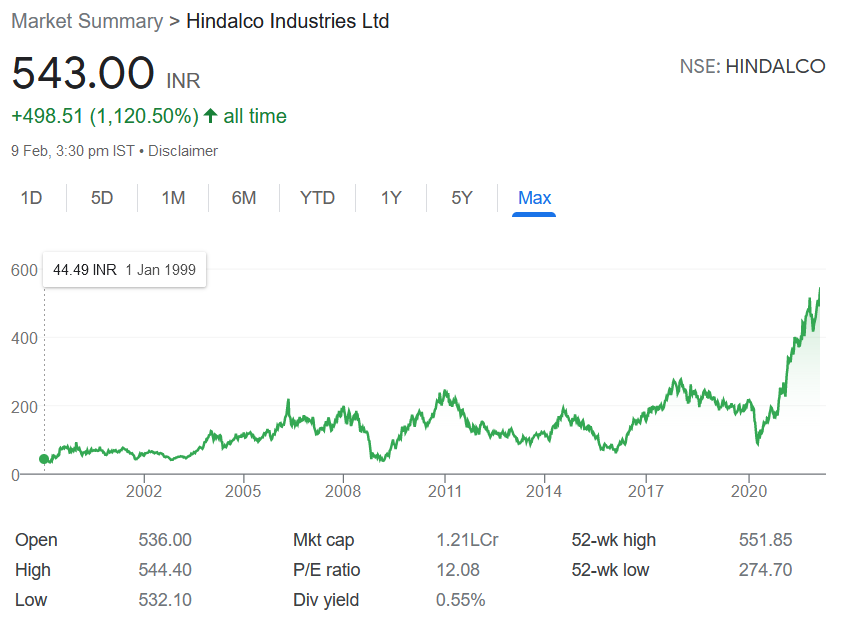 Market Summary > Hindalco Industries Ltd
543.00 INR
NSE: HINDALCO
+498.51 (1,120.50%) ↑ all time
9 Feb, 3:30 pm IST • Disclaimer
1D 5D 1M 6M YTD 1Y 5Y Max
44.49 INR 1 Jan 1999
600
400
200
0
2002 2005 2008 2011 2014 2017 2020
Open 536.00 Mkt cap 1.21LCr 52-wk high 551.85
High 544.40 P/E ratio 12.08 52-wk low 274.70
Low 532.10 Div yield 0.55%